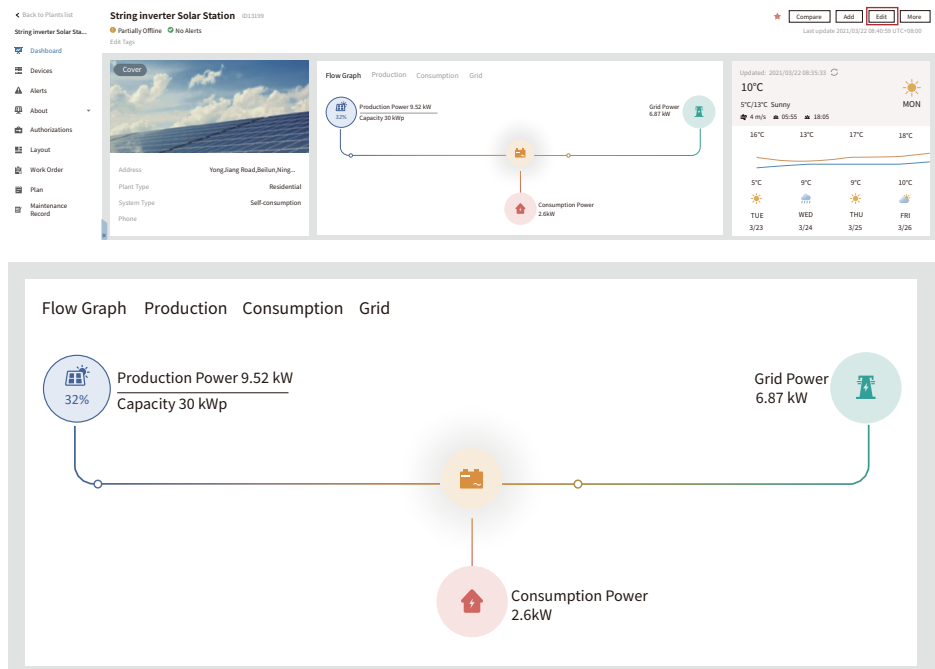 Back to Plants list
String inverter Solar Sta...
Dashboard
Devices
Alerts
About
Authorizations
Layout
Work Order
Plan
Maintenance
Record
String inverter Solar Station ID13199
Partially Offline No Alerts
Edit Tags
Compare Add Edit More
Last update 2021/03/22 08:40:59 UTC+08:00
Cover
Address YongJiang Road,Beilun,Ning...
Plant Type Residential
System Type Self-consumption
Phone
Flow Graph Production Consumption Grid
32%
Production Power 9.52 kW
Capacity 30 kWp
Grid Power
6.87 kW
Consumption Power
2.6kW
Updated: 2021/03/22 08:35:33
10℃
5℃/13℃ Sunny
MON
4 m/s 05:55 18:05
16℃ 13℃ 17℃ 18℃
5℃ 9℃ 9℃ 10℃
TUE WED THU FRI
3/23 3/24 3/25 3/26
Flow Graph Production Consumption Grid
32%
Production Power 9.52 kW
Capacity 30 kWp
Grid Power
6.87 kW
Consumption Power
2.6kW